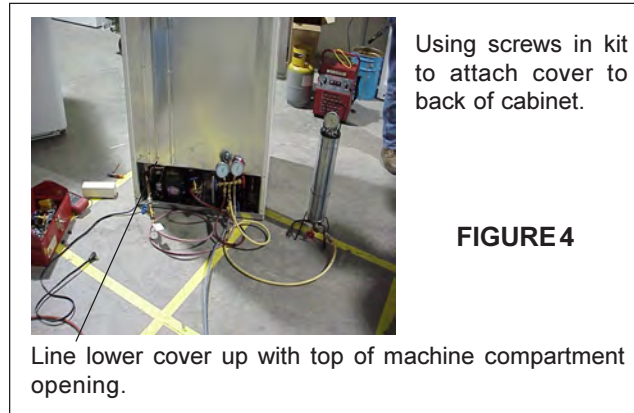 Using screws in kit
to attach cover to
back of cabinet.
FIGURE 4
Line lower cover up with top of machine compartment
opening.